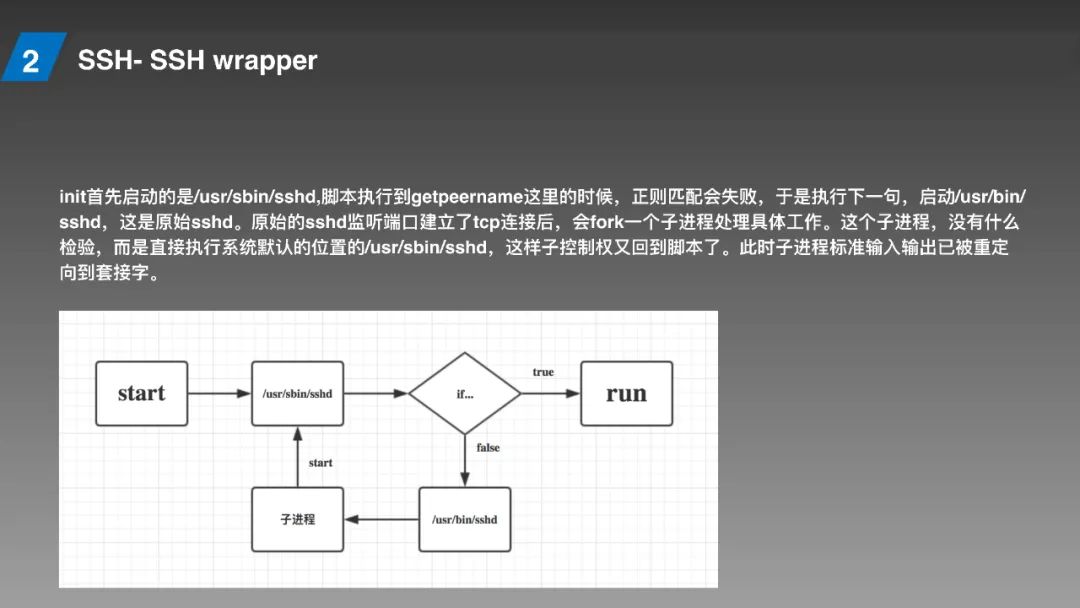 2
SSH- SSH wrapper
init首先启动的是/usr/sbin/sshd,脚本执行到getpeername这里的时候，正则匹配会失败，于是执行下一句，启动/usr/bin/
sshd，这是原始sshd。原始的sshd监听端口建立了tcp连接后，会fork一个子进程处理具体工作。这个子进程，没有什么
检验，而是直接执行系统默认的位置的/usr/sbin/sshd，这样子控制权又回到脚本了。此时子进程标准输入输出已被重定
向到套接字。
start
/usr/sbin/sshd
if...
true
run
false
start
子进程
/usr/bin/sshd